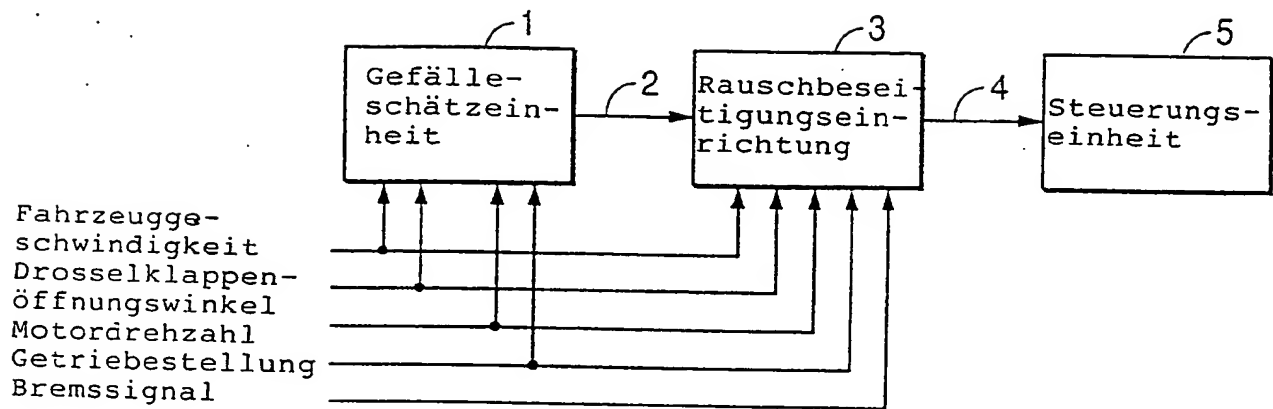 1
3
5
Gefälle-
schätzein-
heit
2
Rauschbesei-
tigungsein-
richtung
4
Steuerungs-
einheit
Fahrzeugge-
schwindigkeit
Drosselklappen-
öffnungswinkel
Motordrehzahl
Getriebestellung
Bremssignal